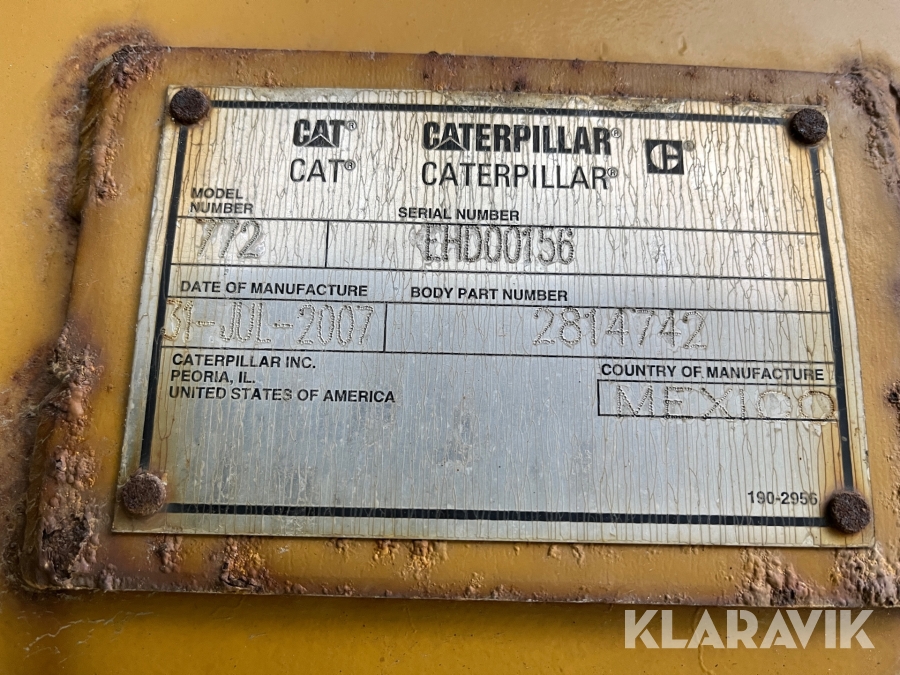 CAT® CATERPILLAR®
CAT® CATERPILLAR®
MODEL
NUMBER
SERIAL NUMBER
772 EHD00156
DATE OF MANUFACTURE BODY PART NUMBER
31-JUL-2007 2814742
CATERPILLAR INC.
PEORIA, IL.
UNITED STATES OF AMERICA
COUNTRY OF MANUFACTURE
MEXICO
190-2956
KLARAVIK